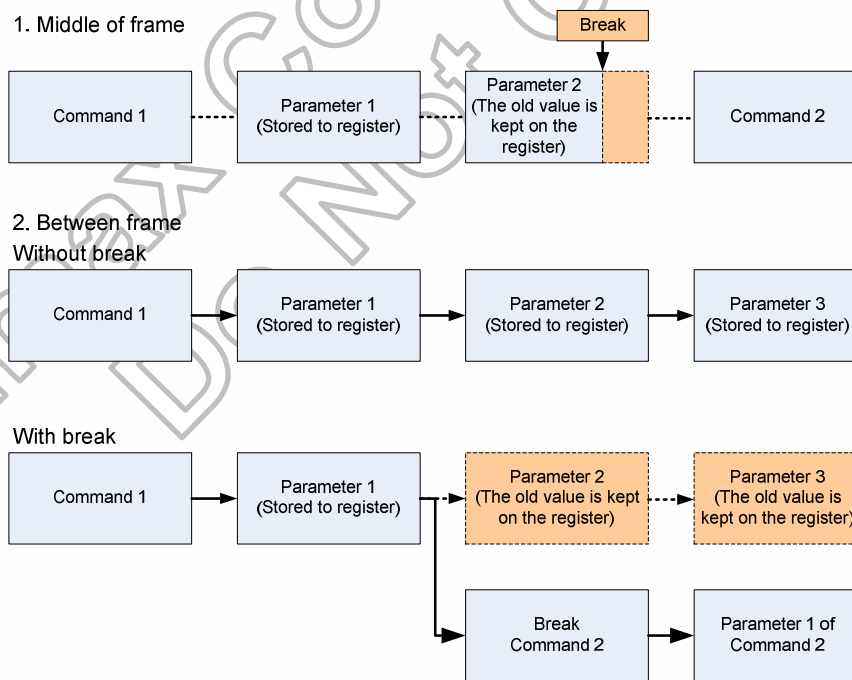 1. Middle of frame
Break
Command 1
Parameter 1
(Stored to register)
Parameter 2
(The old value is
kept on the
register)
Command 2
2. Between frame
Without break
Command 1
Parameter 1
(Stored to register)
Parameter 2
(Stored to register)
Parameter 3
(Stored to register)
With break
Command 1
Parameter 1
(Stored to register)
Parameter 2
(The old value is kept
on the register)
Parameter 3
(The old value is
kept on the register)
Break
Command 2
Parameter 1 of
Command 2
Do Not